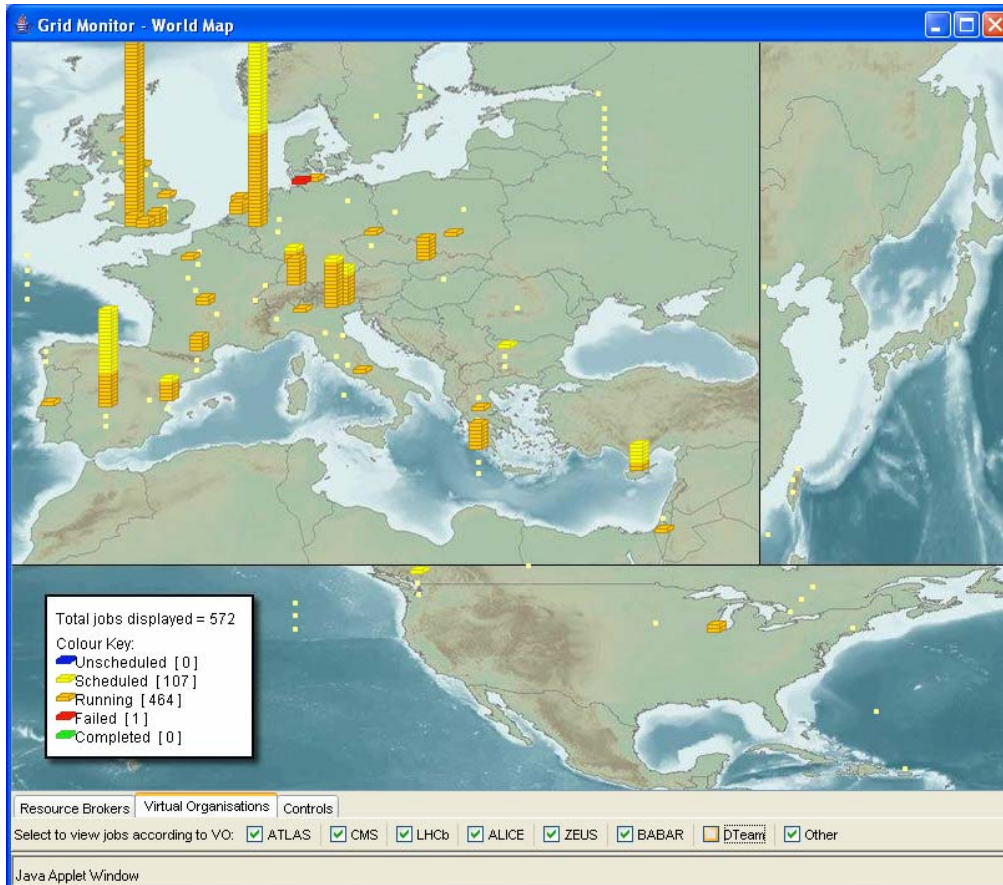 Grid Monitor - World Map
Total jobs displayed = 572
Colour Key:
Unscheduled [ 0 ]
Scheduled [ 107 ]
Running [ 464 ]
Failed [ 1 ]
Completed [ 0 ]
Resource Brokers Virtual Organisations Controls
Select to view jobs according to VO: ATLAS CMS LHCb ALICE ZEUS BABAR DTeam Other
Java Applet Window